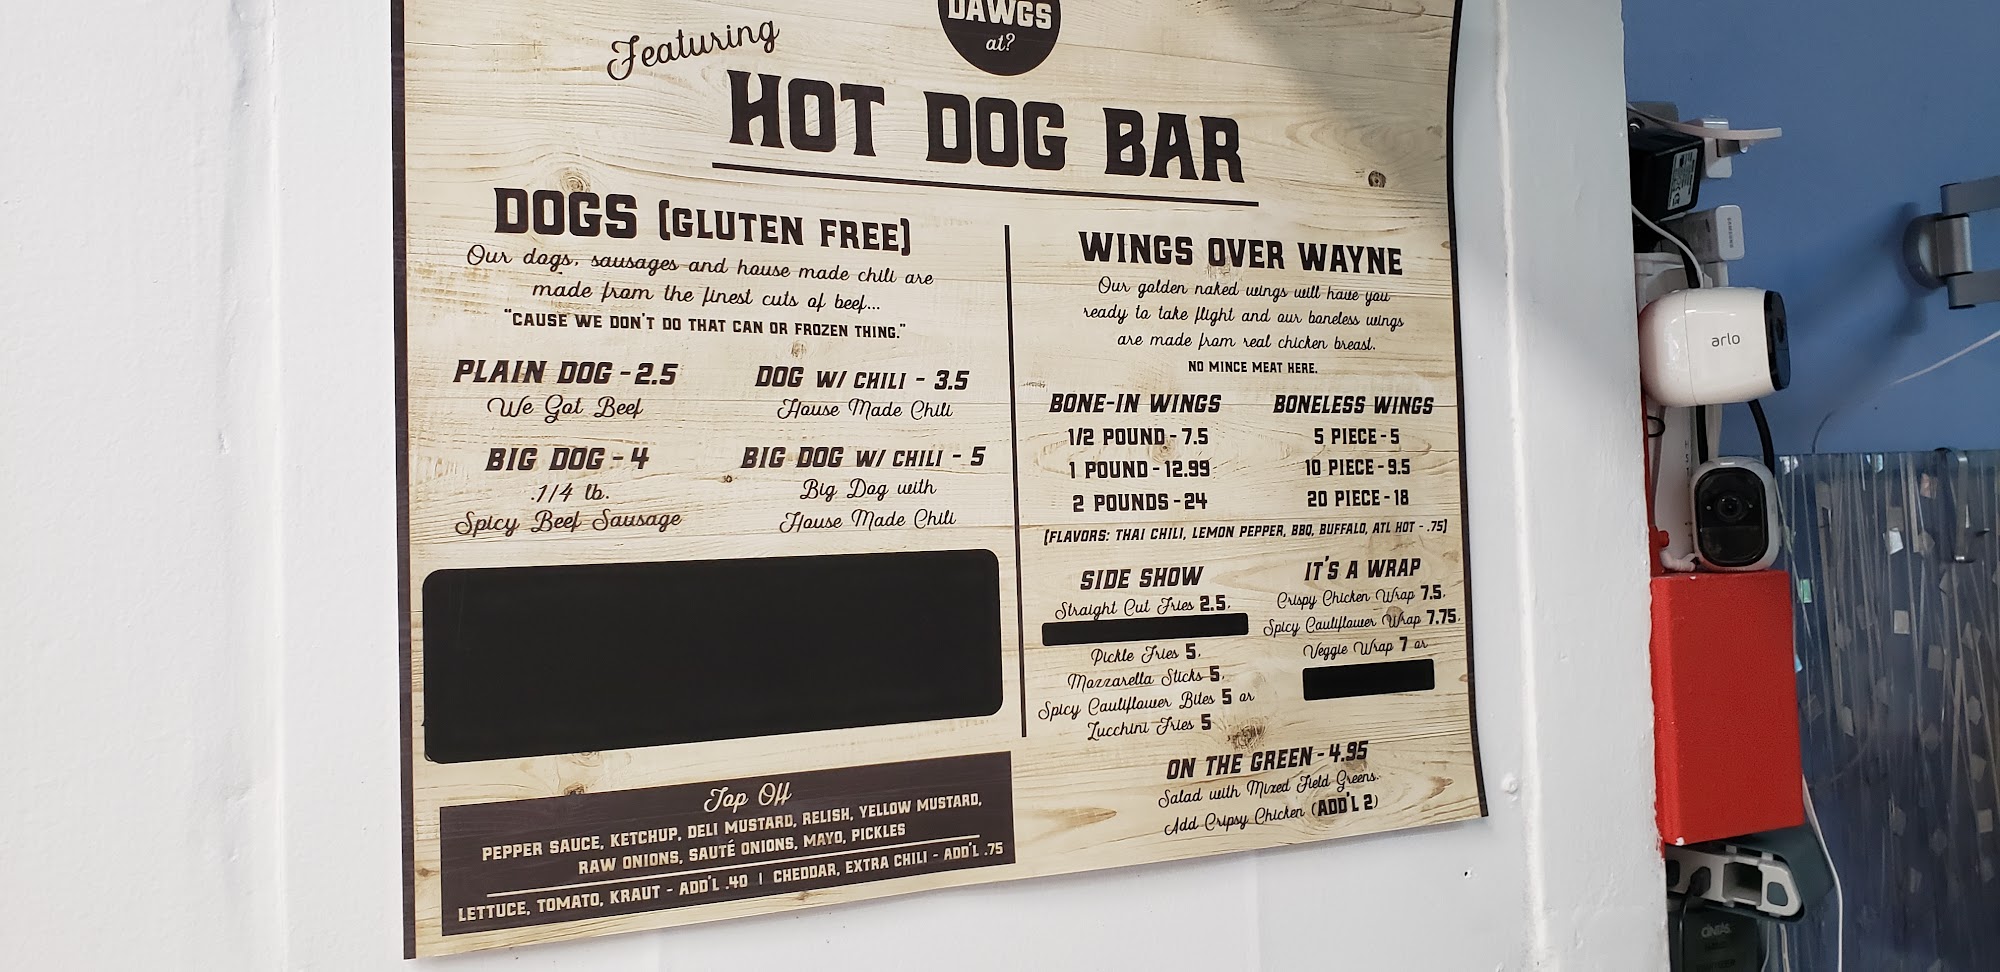 DAWGS
at?
Featuring
HOT DOG BAR
DOGS (GLUTEN FREE)
Our dogs, sausages and house made chili are
made from the finest cuts of beef...
"CAUSE WE DON'T DO THAT CAN OR FROZEN THING."
PLAIN DOG - 2.5
We Got Beef
DOG W/ CHILI - 3.5
House Made Chili
BIG DOG - 4
.1/4 lb.
Spicy Beef Sausage
BIG DOG W/ CHILI - 5
Big Dog with
House Made Chili
Top Off
PEPPER SAUCE, KETCHUP, DELI MUSTARD, RELISH, YELLOW MUSTARD,
RAW ONIONS, SAUTÉ ONIONS, MAYO, PICKLES
LETTUCE, TOMATO, KRAUT - ADD'L .40 | CHEDDAR, EXTRA CHILI - ADD'L .75
WINGS OVER WAYNE
Our golden naked wings will have you
ready to take flight and our boneless wings
are made from real chicken breast.
NO MINCE MEAT HERE.
BONE-IN WINGS
1/2 POUND - 7.5
1 POUND - 12.99
2 POUNDS - 24
BONELESS WINGS
5 PIECE - 5
10 PIECE - 9.5
20 PIECE - 18
(FLAVORS: THAI CHILI, LEMON PEPPER, BBQ, BUFFALO, ATL HOT - .75)
SIDE SHOW
Straight Cut Fries 2.5,
Pickle Fries 5,
Mozzarella Sticks 5,
Spicy Cauliflower Bites 5 or
Zucchini Fries 5
IT'S A WRAP
Crispy Chicken Wrap 7.5,
Spicy Cauliflower Wrap 7.75,
Veggie Wrap 7 or
ON THE GREEN - 4.95
Salad with Mixed Field Greens.
Add Cripsy Chicken (ADD'L 2)
arlo
SAMSUNG
CINTAS